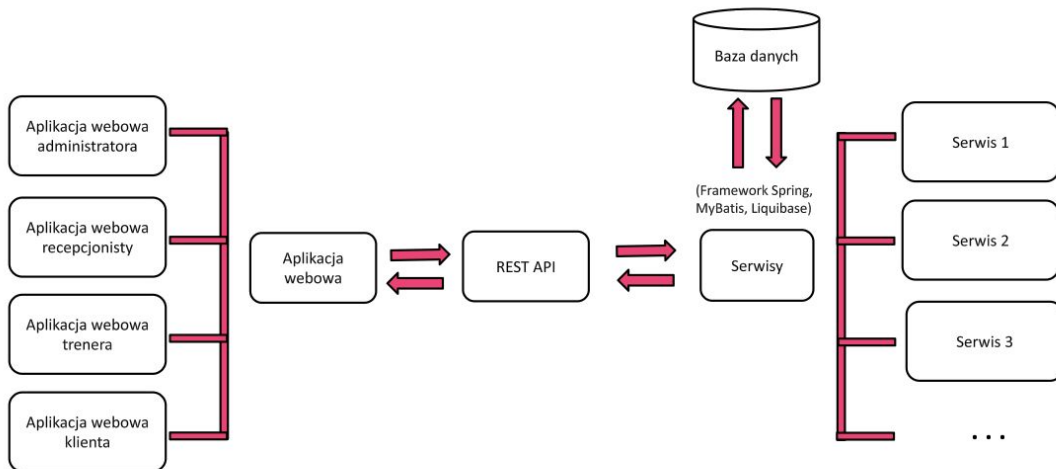 Baza danych
Aplikacja webowa
administratora
Aplikacja webowa
recepcjonisty
Aplikacja webowa
trenera
Aplikacja webowa
klienta
Aplikacja
webowa
REST API
(Framework Spring,
MyBatis, Liquibase)
Serwisy
Serwis 1
Serwis 2
Serwis 3
. . .